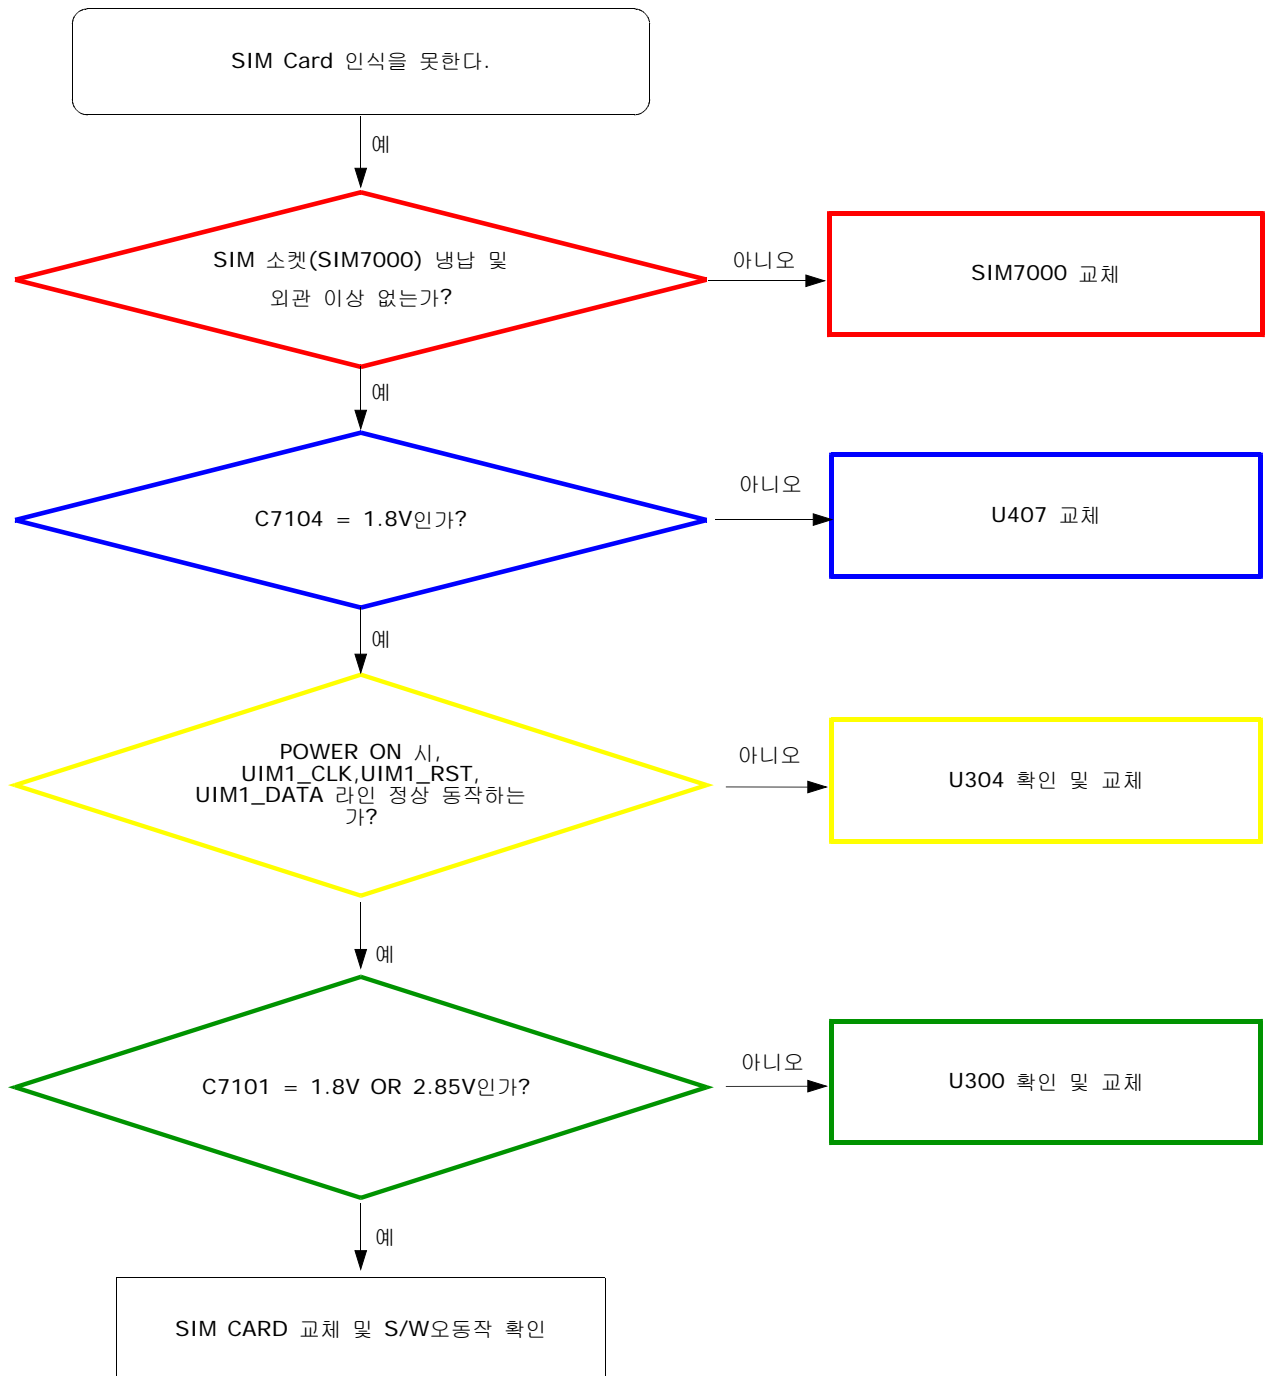 SIM Card 인식을 못한다.
예
SIM 소켓(SIM7000) 냉납 및
외관 이상 없는가?
아니오
SIM7000 교체
예
C7104 = 1.8V인가?
아니오
U407 교체
예
POWER ON 시,
UIM1_CLK,UIM1_RST,
UIM1_DATA 라인 정상 동작하는
가?
아니오
U304 확인 및 교체
예
C7101 = 1.8V OR 2.85V인가?
아니오
U300 확인 및 교체
예
SIM CARD 교체 및 S/W오동작 확인